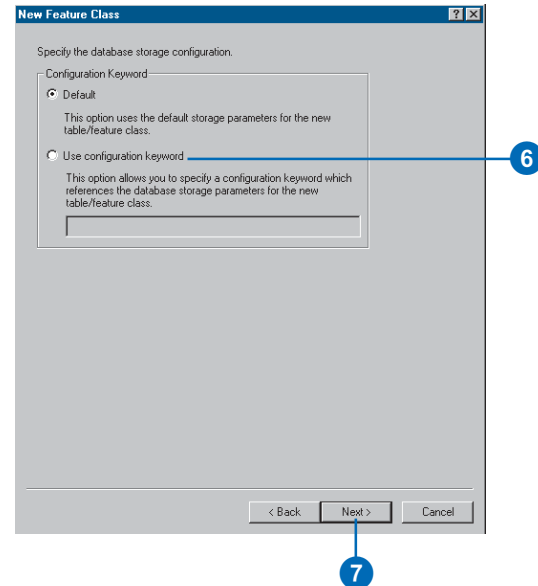 New Feature Class
Specify the database storage configuration.
Configuration Keyword
Default
This option uses the default storage parameters for the new
table/feature class.
Use configuration keyword
6
This option allows you to specify a configuration keyword which
references the database storage parameters for the new
table/feature class.
< Back Next > Cancel
7